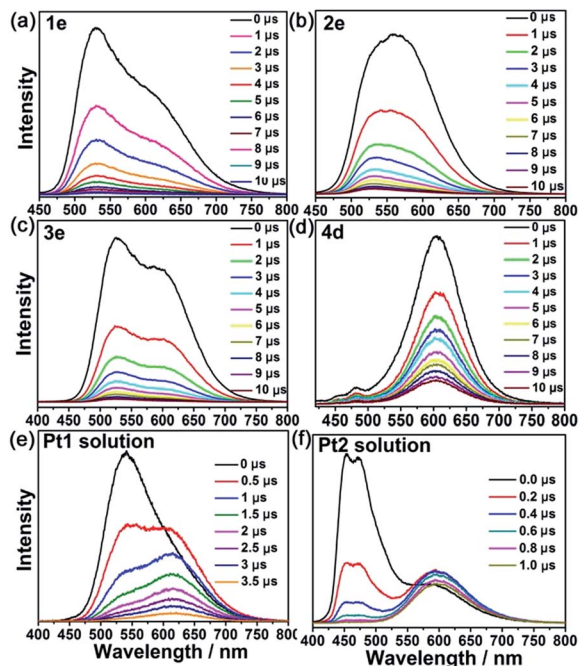 (a) 1e
0 µs
1 µs
2 µs
3 µs
4 µs
5 µs
6 µs
7 µs
8 µs
9 µs
10 µs
Intensity
450 500 550 600 650 700 750 800
(b) 2e
0 µs
1 µs
2 µs
3 µs
4 µs
5 µs
6 µs
7 µs
8 µs
9 µs
10 µs
450 500 550 600 650 700 750 800
(c) 3e
0 µs
1 µs
2 µs
3 µs
4 µs
5 µs
6 µs
7 µs
8 µs
9 µs
10 µs
Intensity
400 450 500 550 600 650 700 750 800
(d) 4d
0 µs
1 µs
2 µs
3 µs
4 µs
5 µs
6 µs
7 µs
8 µs
9 µs
10 µs
450 500 550 600 650 700 750 800
(e) Pt1 solution
0 µs
0.5 µs
1 µs
1.5 µs
2 µs
2.5 µs
3 µs
3.5 µs
Intensity
400 450 500 550 600 650 700 750 800
Wavelength / nm
(f) Pt2 solution
0.0 µs
0.2 µs
0.4 µs
0.6 µs
0.8 µs
1.0 µs
400 450 500 550 600 650 700 750 800
Wavelength / nm